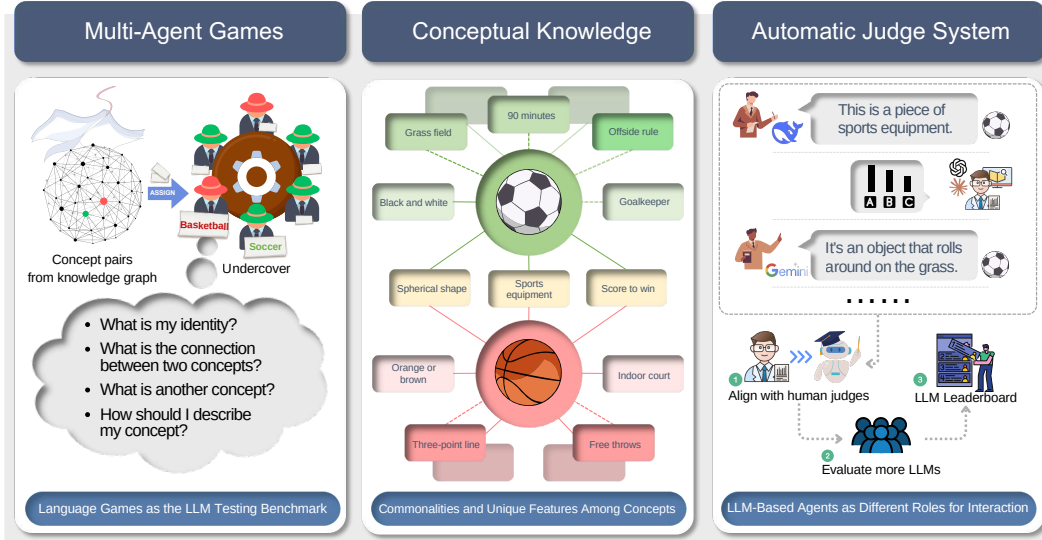 Multi-Agent Games
Conceptual Knowledge
Automatic Judge System
ASSIGN
Basketball
Soccer
Concept pairs
from knowledge graph
Undercover
• What is my identity?
• What is the connection
between two concepts?
• What is another concept?
• How should I describe
my concept?
Language Games as the LLM Testing Benchmark
90 minutes
Grass field
Offside rule
Black and white
Goalkeeper
Spherical shape
Sports
equipment
Score to win
Orange or
brown
Indoor court
Three-point line
Free throws
Commonalities and Unique Features Among Concepts
This is a piece of
sports equipment.
A B C
It's an object that rolls
around on the grass.
Gemini
......
1
Align with human judges
3
LLM Leaderboard
2
Evaluate more LLMs
LLM-Based Agents as Different Roles for Interaction